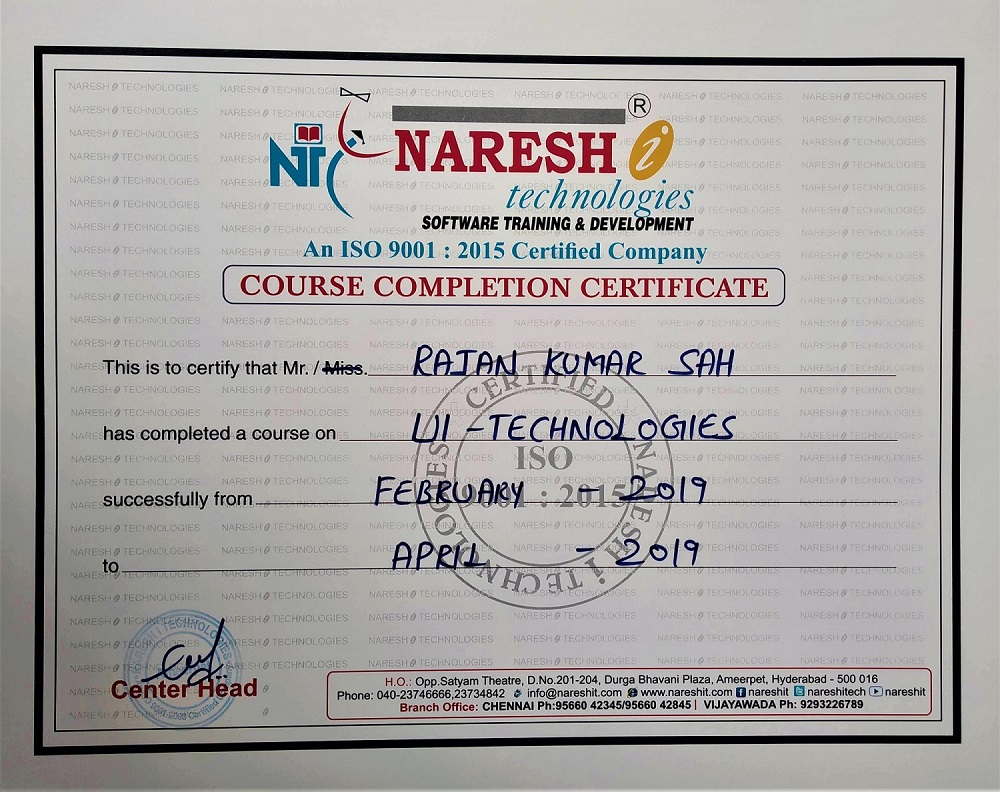 NARESH i ®
NT
technologies
SOFTWARE TRAINING & DEVELOPMENT
An ISO 9001 : 2015 Certified Company
COURSE COMPLETION CERTIFICATE
This is to certify that Mr. / Miss. RAJAN KUMAR SAH
has completed a course on UI - TECHNOLOGIES
successfully from FEBRUARY - 2019
to APRIL - 2019
CERTIFIED NARESH i TECHNOLOGIES
ISO
9001 : 2015
Center Head
H.O.: Opp.Satyam Theatre, D.No.201-204, Durga Bhavani Plaza, Ameerpet, Hyderabad - 500 016
Phone: 040-23746666,23734842 info@nareshit.com www.nareshit.com nareshit nareshitech nareshit
Branch Office: CHENNAI Ph:95660 42345/95660 42845 | VIJAYAWADA Ph: 9293226789